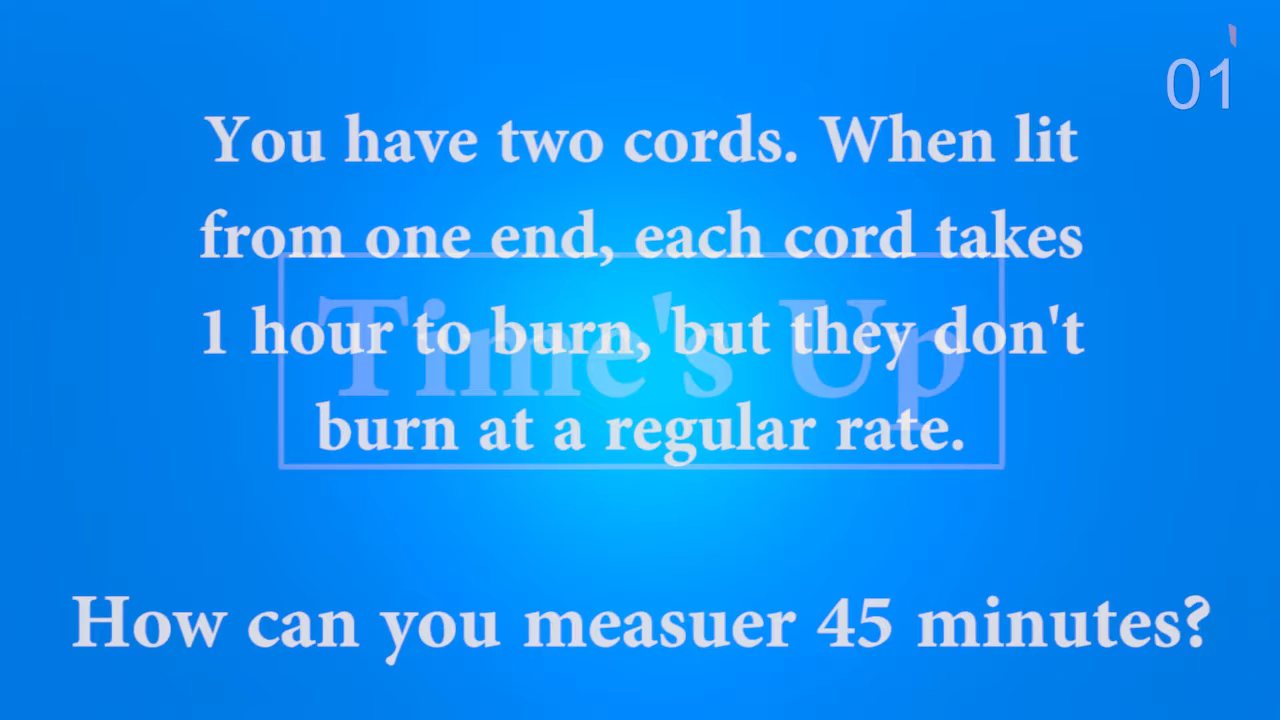 01
You have two cords. When lit
from one end, each cord takes
1 hour to burn, but they don't
burn at a regular rate.
Time's Up
How can you measuer 45 minutes?